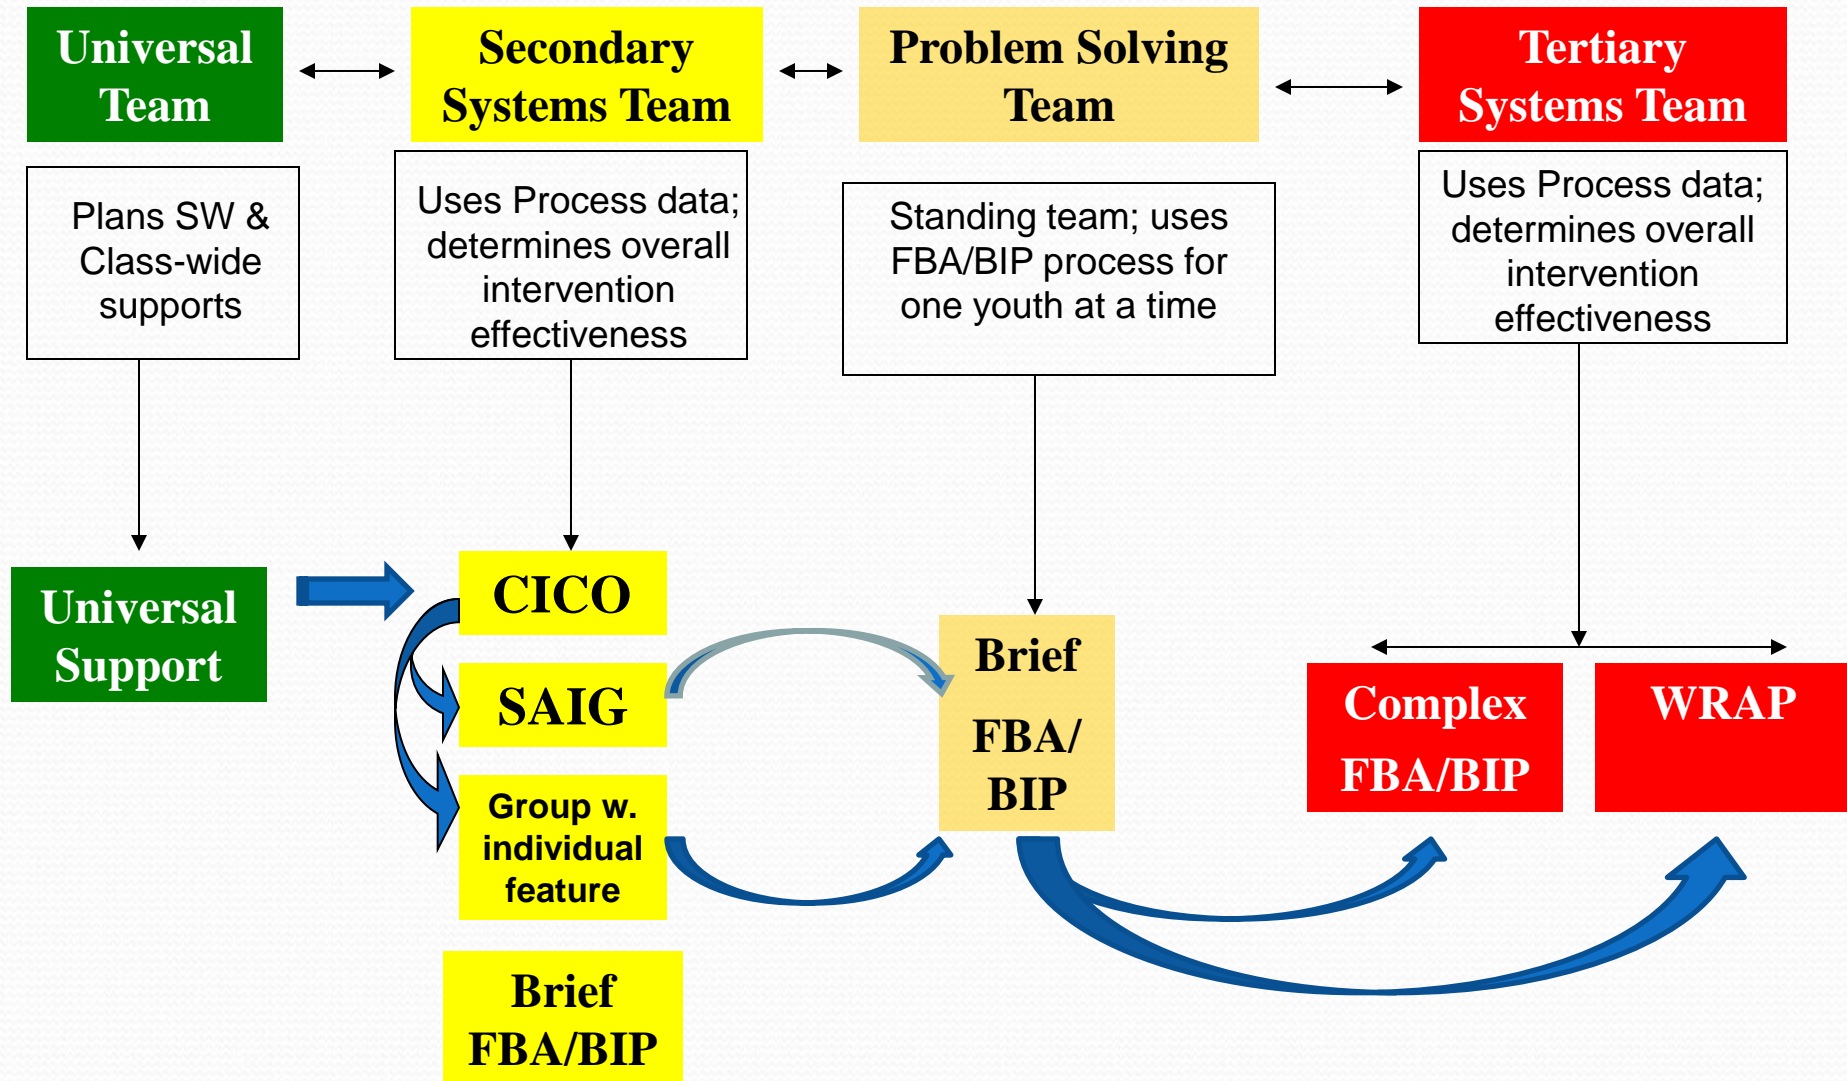 Universal
Team
Secondary
Systems Team
Problem Solving
Team
Tertiary
Systems Team
Plans SW &
Class-wide
supports
Uses Process data;
determines overall
intervention
effectiveness
Standing team; uses
FBA/BIP process for
one youth at a time
Uses Process data;
determines overall
intervention
effectiveness
Universal
Support
CICO
SAIG
Group w.
individual
feature
Brief
FBA/BIP
Brief
FBA/
BIP
Complex
FBA/BIP
WRAP